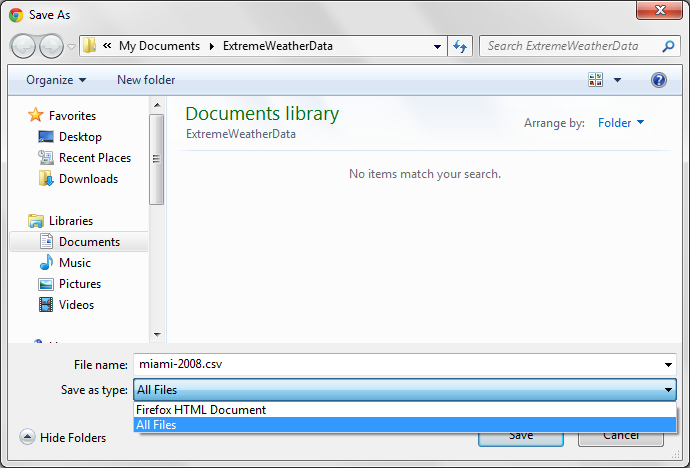 Save As
« My Documents ▸ ExtremeWeatherData
Search ExtremeWeatherData
Organize
New folder
Favorites
Desktop
Recent Places
Downloads
Libraries
Documents
Music
Pictures
Videos
Documents library
ExtremeWeatherData
Arrange by: Folder
No items match your search.
File name: miami-2008.csv
Save as type: All Files
Firefox HTML Document
All Files
Hide Folders
Save
Cancel